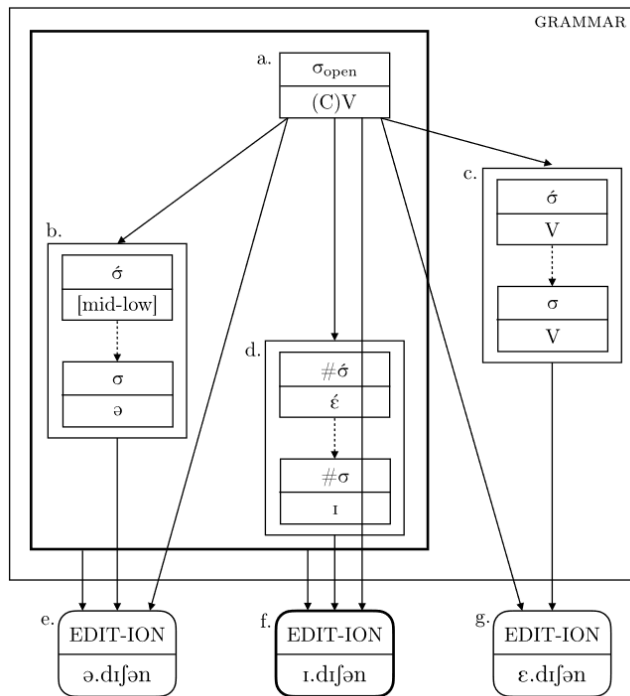 GRAMMAR
a.
σopen
(C)V
c.
σ́
V
σ
V
b.
σ́
[mid-low]
σ
ə
d.
#σ́
ɛ́
#σ
ɪ
e.
EDIT-ION
ə.dɪʃən
f.
EDIT-ION
ɪ.dɪʃən
g.
EDIT-ION
ɛ.dɪʃən